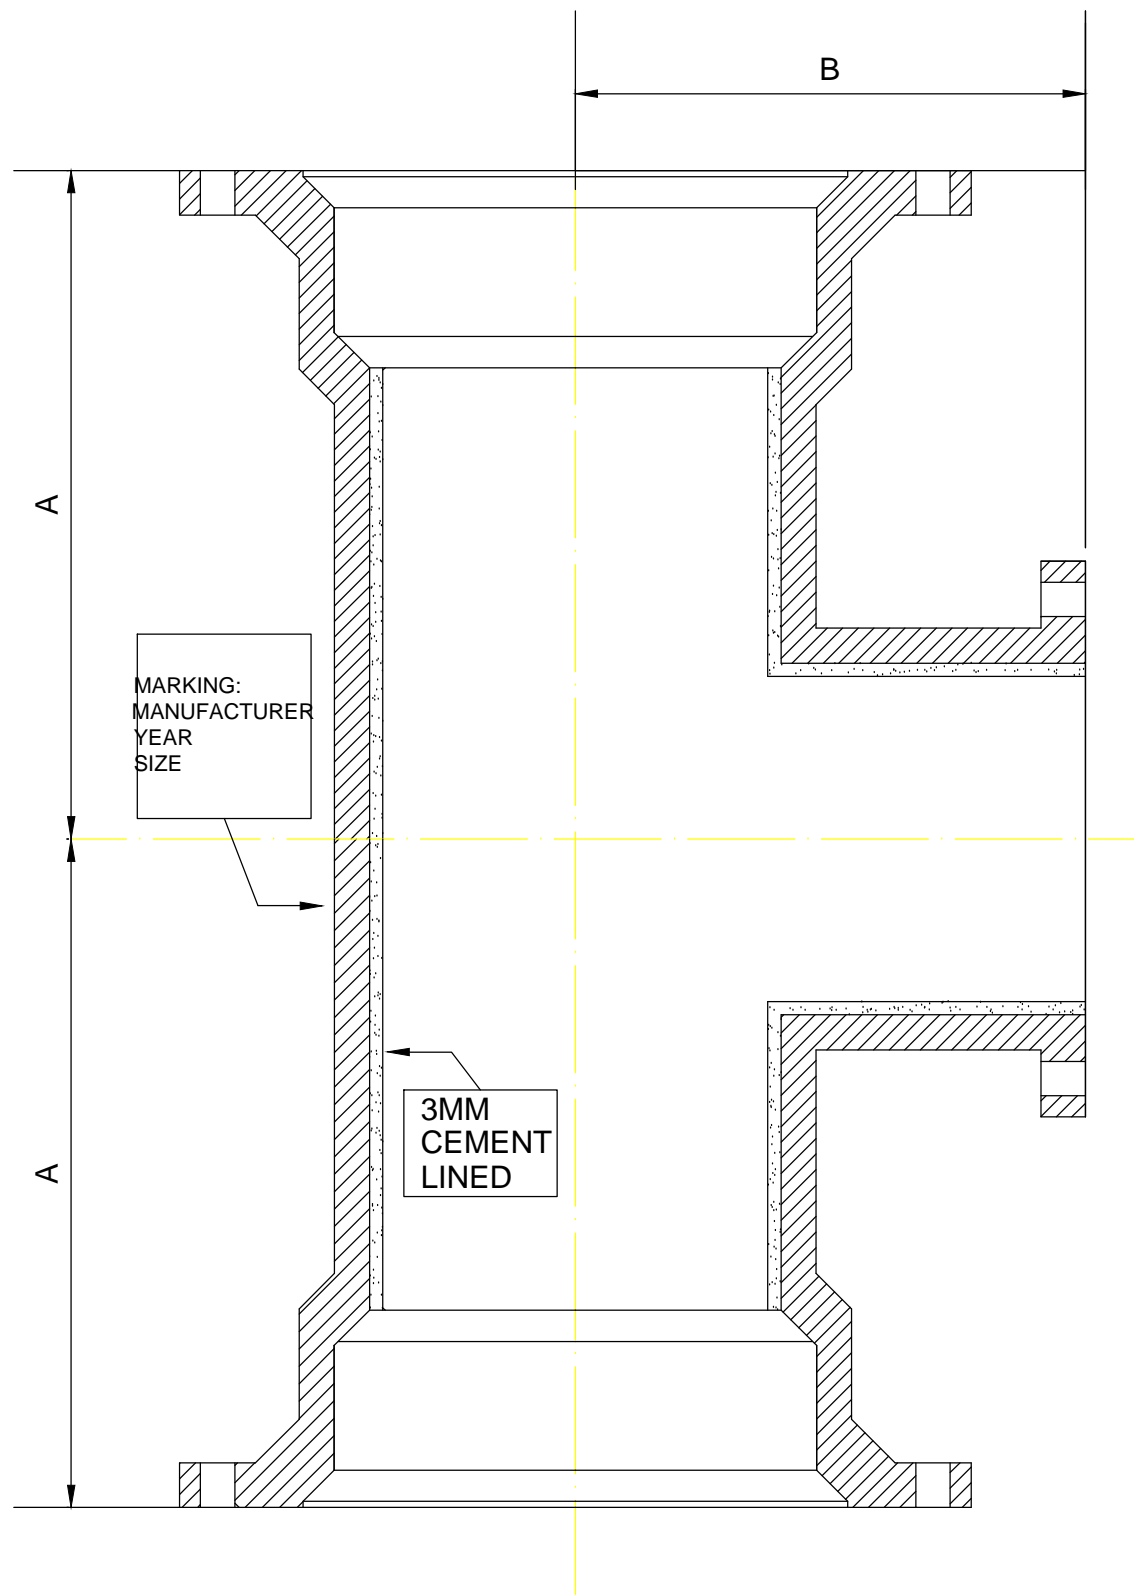 B
A
MARKING:
MANUFACTURER
YEAR
SIZE
3MM
CEMENT
LINED
A